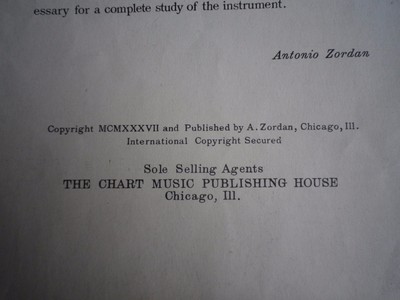 essary for a complete study of the instrument.
Antonio Zordan
Copyright MCMXXXVII and Published by A. Zordan, Chicago, Ill.
International Copyright Secured
Sole Selling Agents
THE CHART MUSIC PUBLISHING HOUSE
Chicago, Ill.